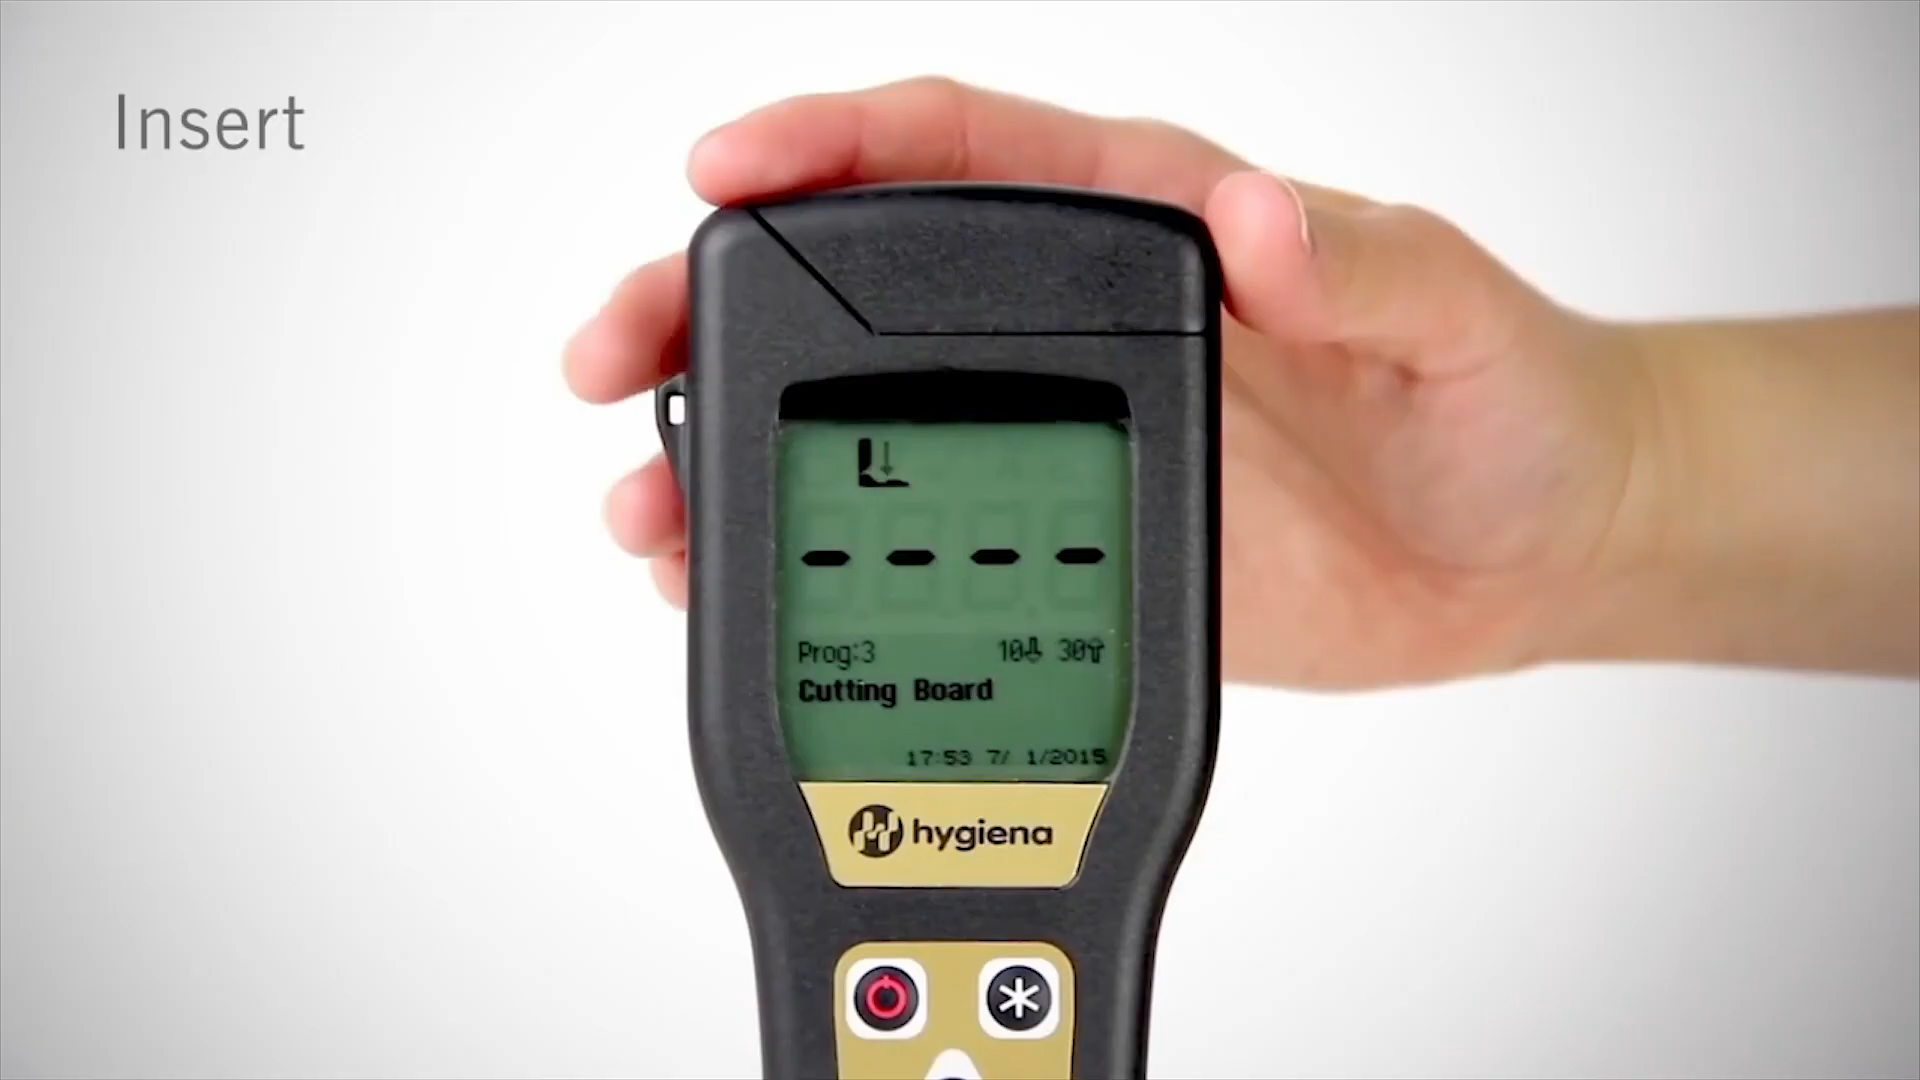 Insert
- - - -
Prog:3 10 30
Cutting Board
17:53 7/ 1/2015
hygiena